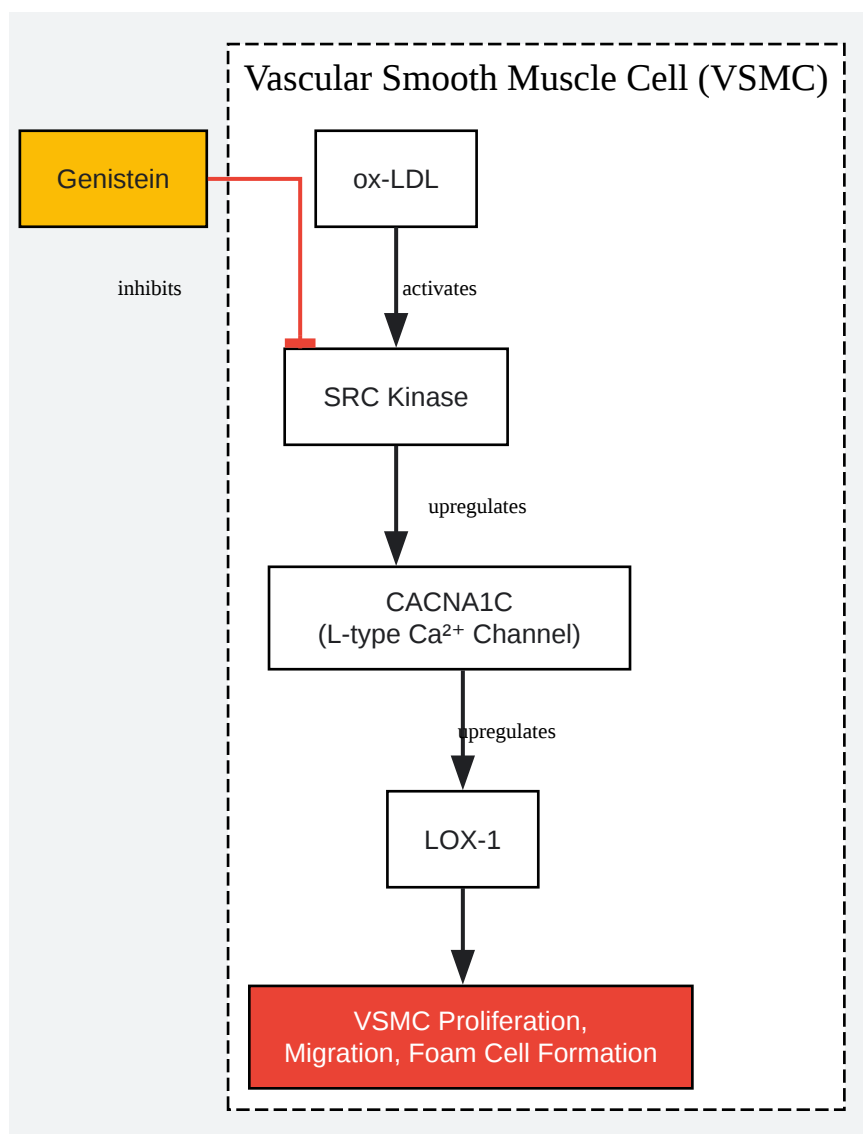 Vascular Smooth Muscle Cell (VSMC)
Genistein
ox-LDL
inhibits
activates
SRC Kinase
upregulates
CACNA1C
(L-type Ca²⁺ Channel)
upregulates
LOX-1
VSMC Proliferation,
Migration, Foam Cell Formation